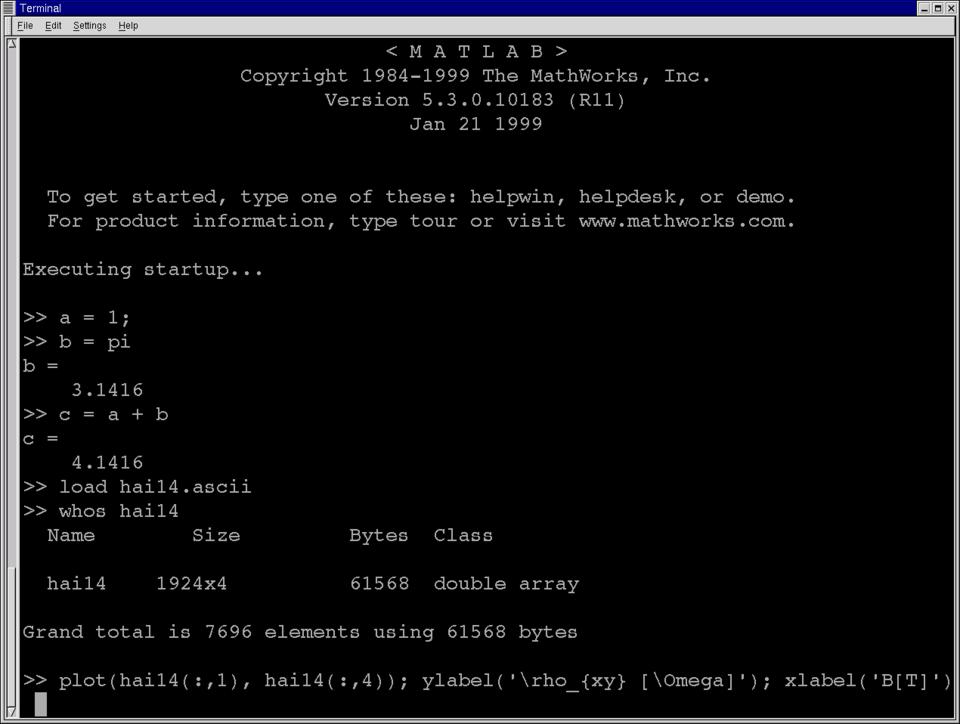 Terminal
File Edit Settings Help
< M A T L A B >
Copyright 1984-1999 The MathWorks, Inc.
Version 5.3.0.10183 (R11)
Jan 21 1999
To get started, type one of these: helpwin, helpdesk, or demo.
For product information, type tour or visit www.mathworks.com.
Executing startup...
>> a = 1;
>> b = pi
b =
3.1416
>> c = a + b
c =
4.1416
>> load hai14.ascii
>> whos hai14
Name Size Bytes Class
hai14 1924x4 61568 double array
Grand total is 7696 elements using 61568 bytes
>> plot(hai14(:,1), hai14(:,4)); ylabel('\rho_{xy} [\Omega]'); xlabel('B[T]')